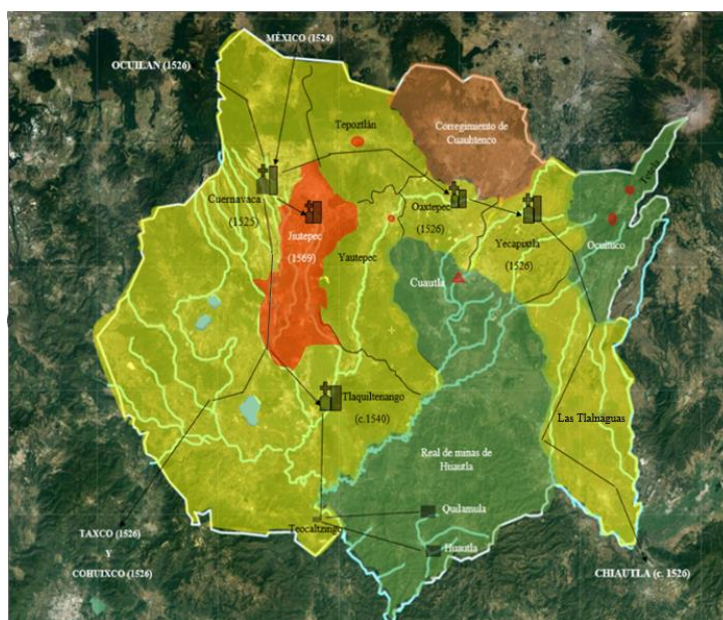 MÉXICO (1524)
OCUILAN (1526)
Tepoztlán
Corregimiento de
Cuauhtenco
Cuernavaca
(1525)
Jiutepec
(1569)
Oaxtepec
(1526)
Yecapixtla
(1526)
Ocuituco
Yautepec
Cuautla
Tlaquiltenango
(c.1540)
Las Tlalnaguas
Real de minas de
Huautla
Quilamula
Teocaltzingo
Huautla
TAXCO (1526)
Y
COHUIXCO (1526)
CHIAUTLA (c. 1526)